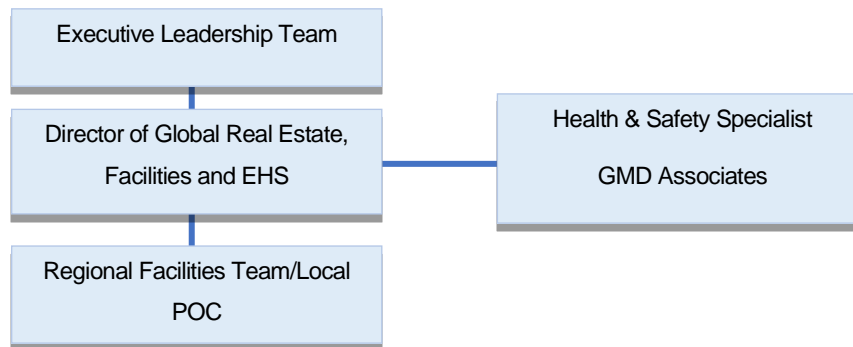 Executive Leadership Team
Director of Global Real Estate,
Facilities and EHS
Health & Safety Specialist
GMD Associates
Regional Facilities Team/Local
POC